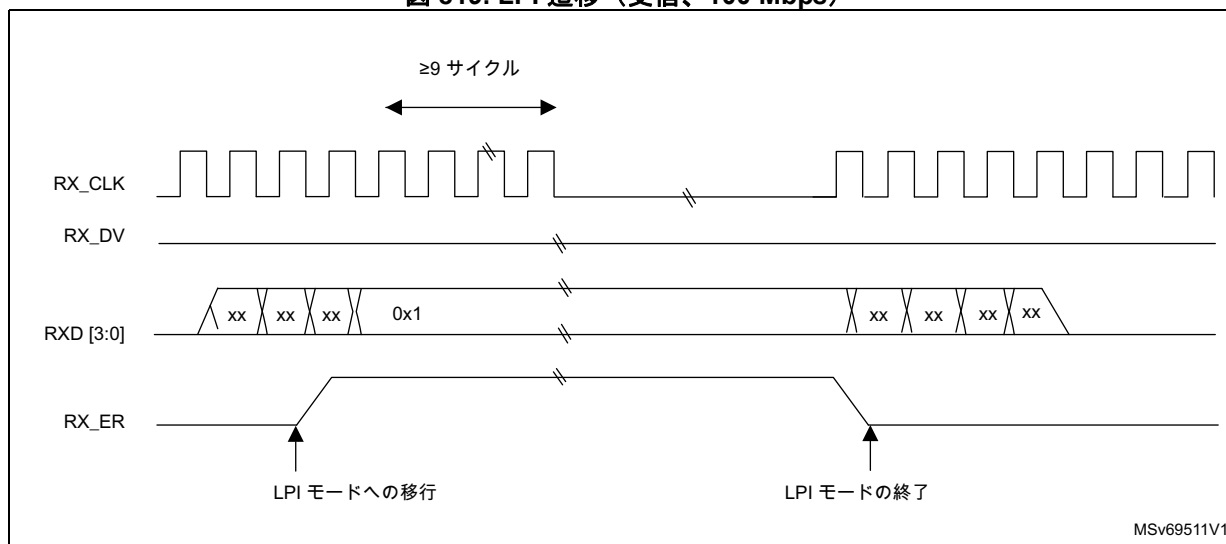 ≥9 サイクル
RX_CLK
RX_DV
xx xx xx 0x1 xx xx xx xx
RXD [3:0]
RX_ER
LPI モードへの移行 LPI モードの終了
MSv69511V1